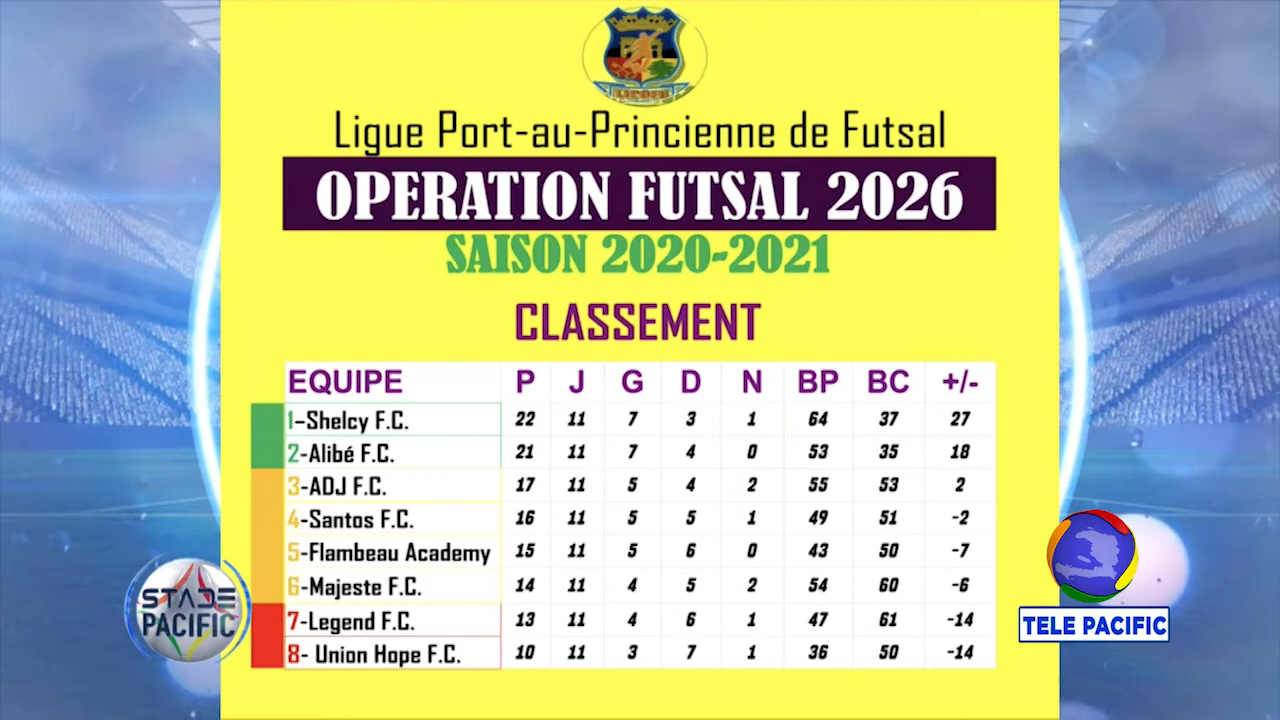 Ligue Port-au-Princienne de Futsal
OPERATION FUTSAL 2026
SAISON 2020-2021
CLASSEMENT
EQUIPE P J G D N BP BC +/-
1-Shelcy F.C. 22 11 7 3 1 64 37 27
2-Alibé F.C. 21 11 7 4 0 53 35 18
3-ADJ F.C. 17 11 5 4 2 55 53 2
4-Santos F.C. 16 11 5 5 1 49 51 -2
5-Flambeau Academy 15 11 5 6 0 43 50 -7
6-Majeste F.C. 14 11 4 5 2 54 60 -6
7-Legend F.C. 13 11 4 6 1 47 61 -14
8- Union Hope F.C. 10 11 3 7 1 36 50 -14
STADE
PACIFIC
TELE PACIFIC